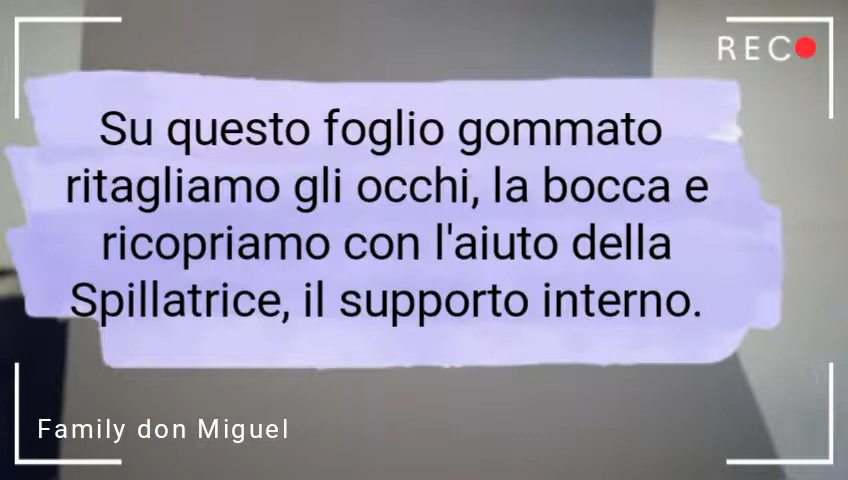 REC
Su questo foglio gommato
ritagliamo gli occhi, la bocca e
ricopriamo con l'aiuto della
Spillatrice, il supporto interno.
Family don Miguel